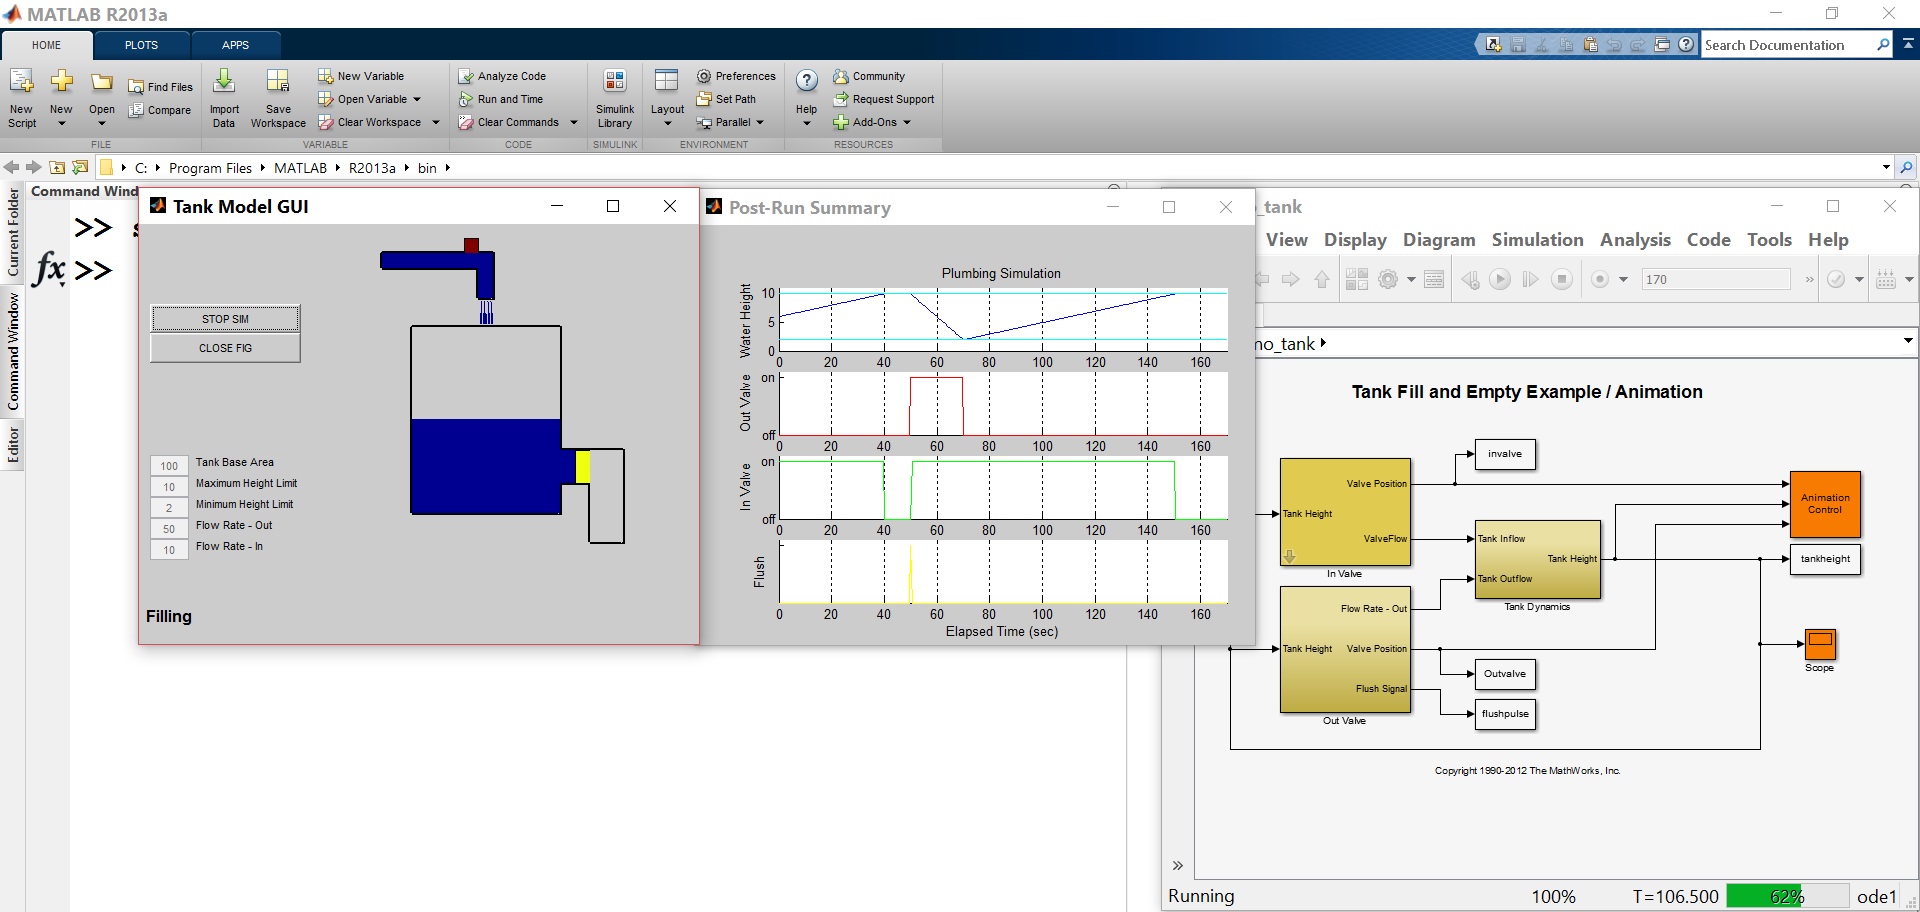 MATLAB R2013a
HOME PLOTS APPS
Search Documentation
New Script
New
Open
Find Files
Compare
Import Data
Save Workspace
New Variable
Open Variable
Clear Workspace
Analyze Code
Run and Time
Clear Commands
Simulink Library
Layout
Preferences
Set Path
Parallel
Help
Community
Request Support
Add-Ons
FILE VARIABLE CODE SIMULINK ENVIRONMENT RESOURCES
C: Program Files MATLAB R2013a bin
Current Folder
Command Window
Editor
Command Wind
>>
fx >>
Tank Model GUI
STOP SIM
CLOSE FIG
100 Tank Base Area
10 Maximum Height Limit
2 Minimum Height Limit
50 Flow Rate - Out
10 Flow Rate - In
Filling
Post-Run Summary
Plumbing Simulation
Water Height
10
5
0
0 20 40 60 80 100 120 140 160
Out Valve
on
off
0 20 40 60 80 100 120 140 160
In Valve
on
off
0 20 40 60 80 100 120 140 160
Flush
0 20 40 60 80 100 120 140 160
Elapsed Time (sec)
_tank
View Display Diagram Simulation Analysis Code Tools Help
170
»
no_tank
Tank Fill and Empty Example / Animation
invalve
Valve Position
Tank Height
ValveFlow
In Valve
Animation Control
Tank Inflow
Tank Height
Tank Outflow
Tank Dynamics
tankheight
Flow Rate - Out
Tank Height
Valve Position
Flush Signal
Out Valve
Outvalve
flushpulse
Scope
Copyright 1990-2012 The MathWorks, Inc.
»
Running 100% T=106.500 62% ode1